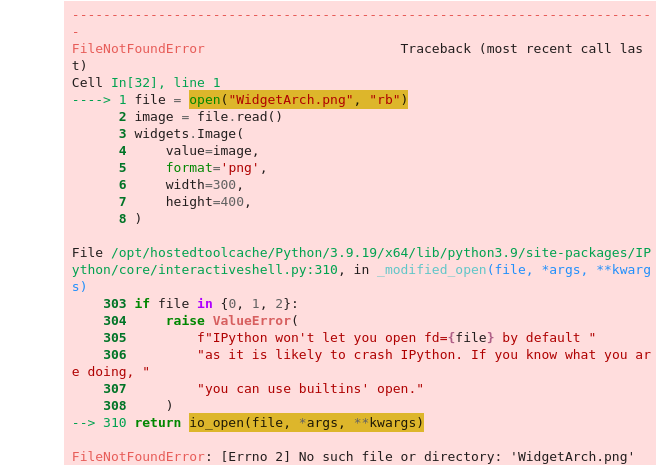 ---------------------------------------------------------------------------
-
FileNotFoundError                         Traceback (most recent call las
t)
Cell In[32], line 1
----> 1 file = open("WidgetArch.png", "rb")
      2 image = file.read()
      3 widgets.Image(
      4     value=image,
      5     format='png',
      6     width=300,
      7     height=400,
      8 )

File /opt/hostedtoolcache/Python/3.9.19/x64/lib/python3.9/site-packages/IP
ython/core/interactiveshell.py:310, in _modified_open(file, *args, **kwarg
s)
    303 if file in {0, 1, 2}:
    304     raise ValueError(
    305         f"IPython won't let you open fd={file} by default "
    306         "as it is likely to crash IPython. If you know what you ar
e doing, "
    307         "you can use builtins' open."
    308     )
--> 310 return io_open(file, *args, **kwargs)

FileNotFoundError: [Errno 2] No such file or directory: 'WidgetArch.png'